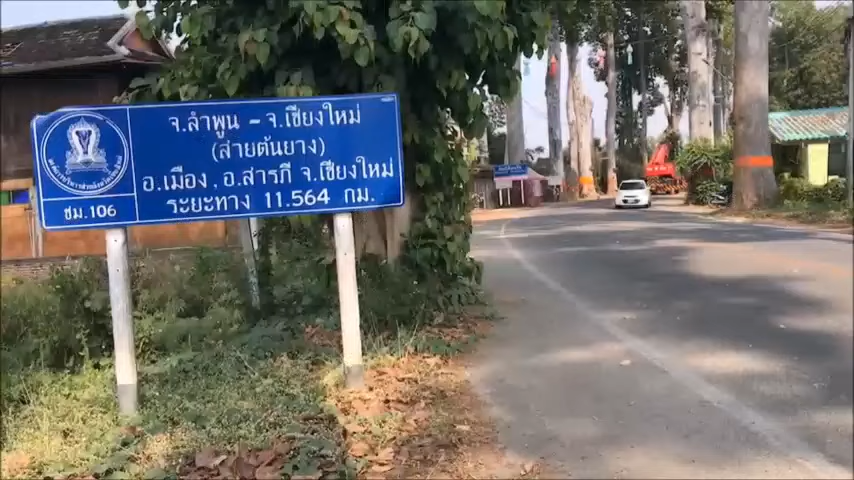 จ.ลำพูน - จ.เชียงใหม่
(สายต้นยาง)
อ.เมือง, อ.สารภี จ.เชียงใหม่
ระยะทาง 11.564 กม.
ชม.106